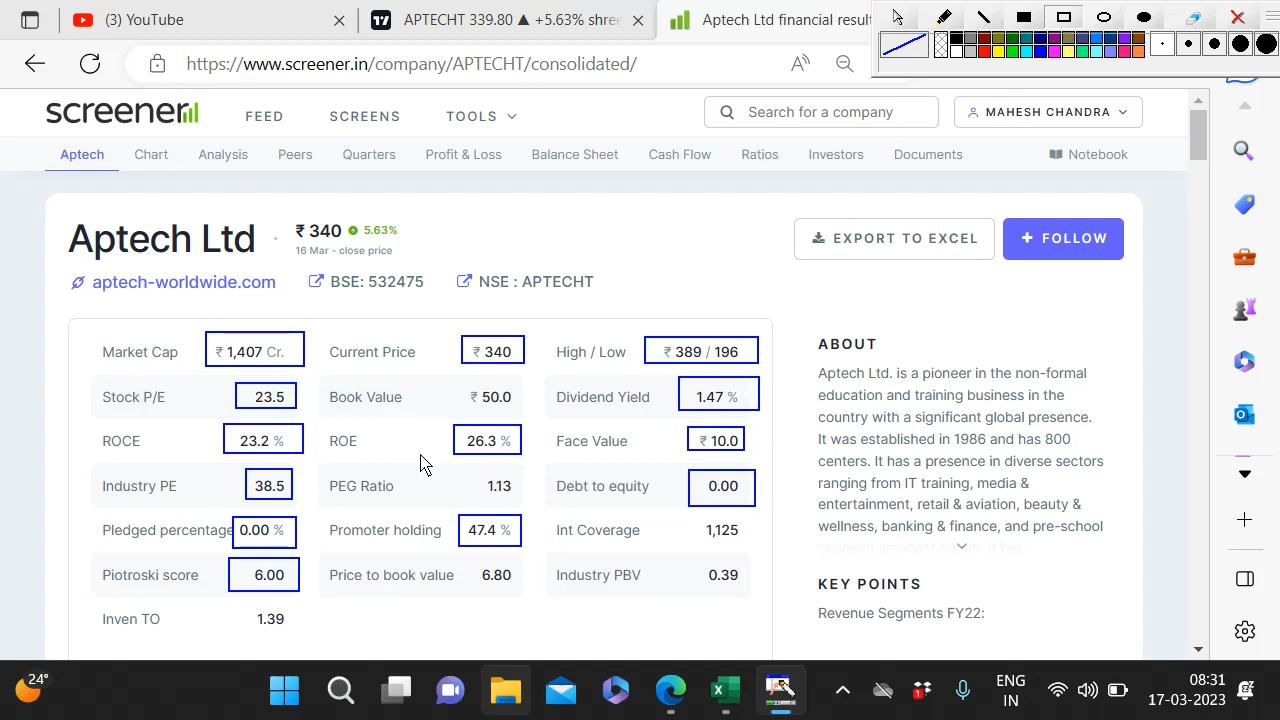 (3) YouTube
APTECHT 339.80 ▲ +5.63% shre
Aptech Ltd financial result
https://www.screener.in/company/APTECHT/consolidated/
screener
FEED
SCREENS
TOOLS
Search for a company
MAHESH CHANDRA
Aptech
Chart
Analysis
Peers
Quarters
Profit & Loss
Balance Sheet
Cash Flow
Ratios
Investors
Documents
Notebook
Aptech Ltd
₹ 340 5.63%
16 Mar - close price
EXPORT TO EXCEL
+ FOLLOW
aptech-worldwide.com
BSE: 532475
NSE : APTECHT
Market Cap ₹ 1,407 Cr.
Current Price ₹ 340
High / Low ₹ 389 / 196
Stock P/E 23.5
Book Value ₹ 50.0
Dividend Yield 1.47 %
ROCE 23.2 %
ROE 26.3 %
Face Value ₹ 10.0
Industry PE 38.5
PEG Ratio 1.13
Debt to equity 0.00
Pledged percentage 0.00 %
Promoter holding 47.4 %
Int Coverage 1,125
Piotroski score 6.00
Price to book value 6.80
Industry PBV 0.39
Inven TO 1.39
ABOUT
Aptech Ltd. is a pioneer in the non-formal
education and training business in the
country with a significant global presence.
It was established in 1986 and has 800
centers. It has a presence in diverse sectors
ranging from IT training, media &
entertainment, retail & aviation, beauty &
wellness, banking & finance, and pre-school
KEY POINTS
Revenue Segments FY22:
24°
ENG
IN
08:31
17-03-2023